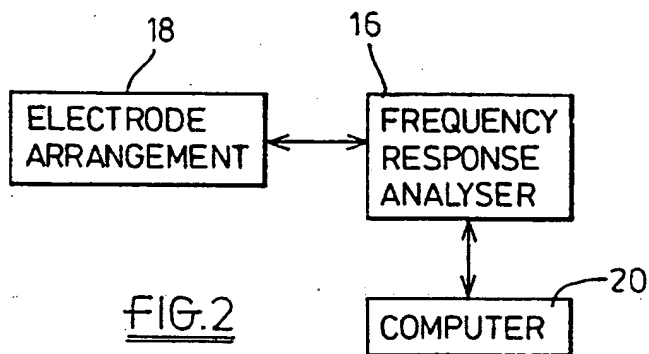 18
16
ELECTRODE
ARRANGEMENT
FREQUENCY
RESPONSE
ANALYSER
20
COMPUTER
FIG.2